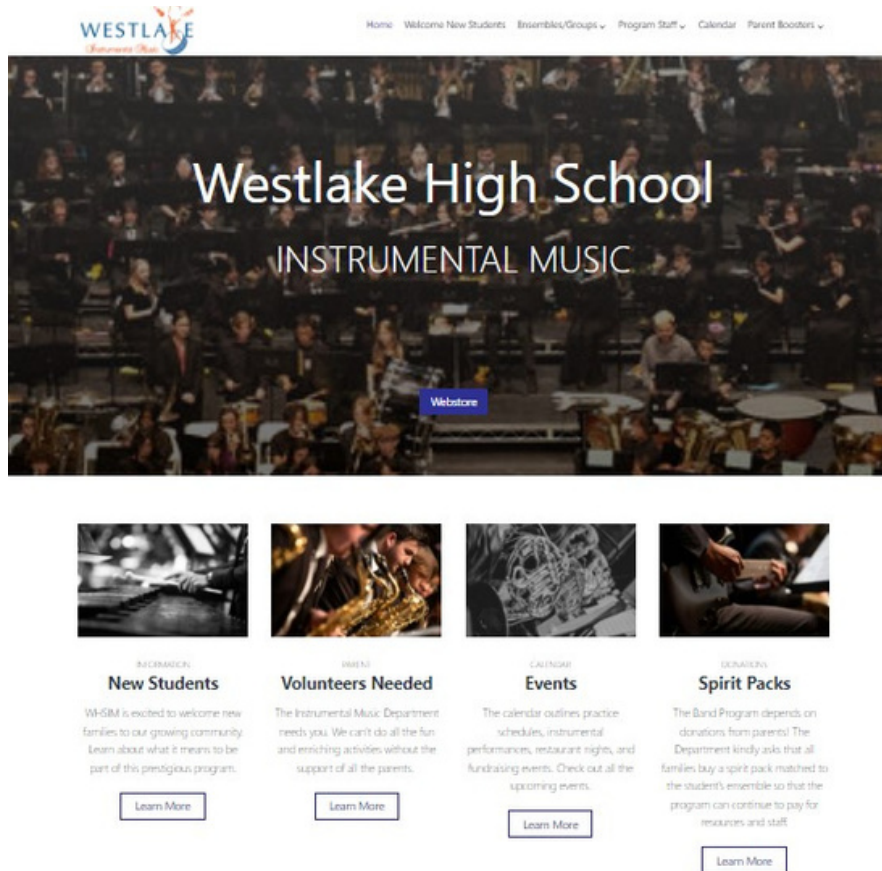 WESTLAKE
Instrumental Music
Home Welcome New Students Ensembles/Groups Program Staff Calendar Parent Boosters
Westlake High School
INSTRUMENTAL MUSIC
Webstore
INFORMATION
New Students
WHSIM is excited to welcome new
families to our growing community.
Learn about what it means to be
part of this prestigious program.
Learn More
PARENT
Volunteers Needed
The Instrumental Music Department
needs you. We can't do all the fun
and enriching activities without the
support of all the parents.
Learn More
CALENDAR
Events
The calendar outlines practice
schedules, instrumental
performances, restaurant nights, and
fundraising events. Check out all the
upcoming events.
Learn More
DONATIONS
Spirit Packs
The Band Program depends on
donations from parents! The
Department kindly asks that all
families buy a spirit pack matched to
the student's ensemble so that the
program can continue to pay for
resources and staff.
Learn More